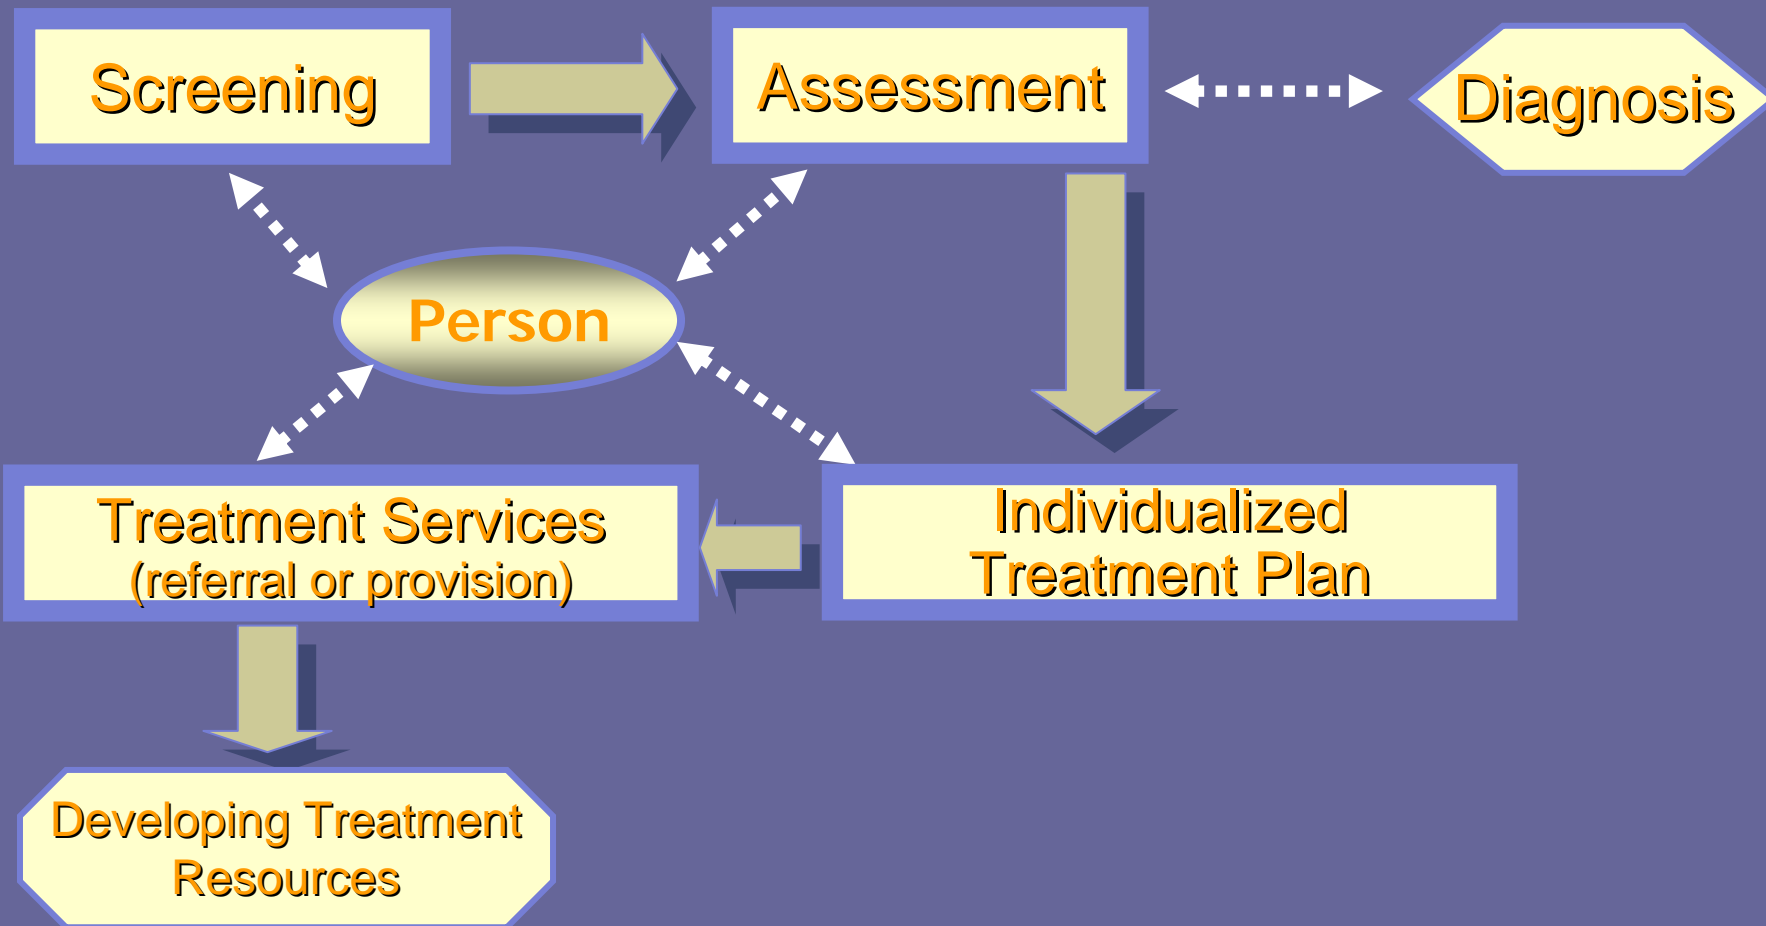 Screening
Assessment
Diagnosis
Person
Treatment Services
(referral or provision)
Individualized
Treatment Plan
Developing Treatment
Resources